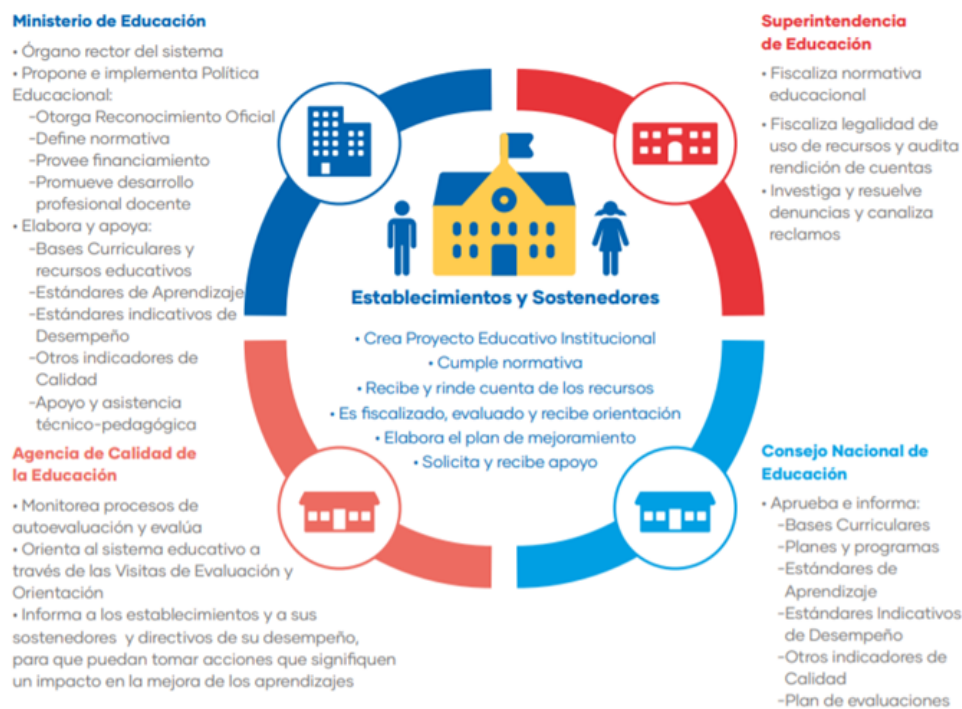 Ministerio de Educación
• Órgano rector del sistema
• Propone e implementa Política
Educacional:
-Otorga Reconocimiento Oficial
-Define normativa
-Provee financiamiento
-Promueve desarrollo
profesional docente
• Elabora y apoya:
-Bases Curriculares y
recursos educativos
-Estándares de Aprendizaje
-Estándares indicativos de
Desempeño
-Otros indicadores de
Calidad
-Apoyo y asistencia
técnico-pedagógica
Superintendencia
de Educación
• Fiscaliza normativa
educacional
• Fiscaliza legalidad de
uso de recursos y audita
rendición de cuentas
• Investiga y resuelve
denuncias y canaliza
reclamos
Establecimientos y Sostenedores
• Crea Proyecto Educativo Institucional
• Cumple normativa
• Recibe y rinde cuenta de los recursos
• Es fiscalizado, evaluado y recibe orientación
• Elabora el plan de mejoramiento
• Solicita y recibe apoyo
Agencia de Calidad de
la Educación
• Monitorea procesos de
autoevaluación y evalúa
• Orienta al sistema educativo a
través de las Visitas de Evaluación y
Orientación
• Informa a los establecimientos y a sus
sostenedores y directivos de su desempeño,
para que puedan tomar acciones que signifiquen
un impacto en la mejora de los aprendizajes
Consejo Nacional de
Educación
• Aprueba e informa:
-Bases Curriculares
-Planes y programas
-Estándares de
Aprendizaje
-Estándares Indicativos
de Desempeño
-Otros indicadores de
Calidad
-Plan de evaluaciones